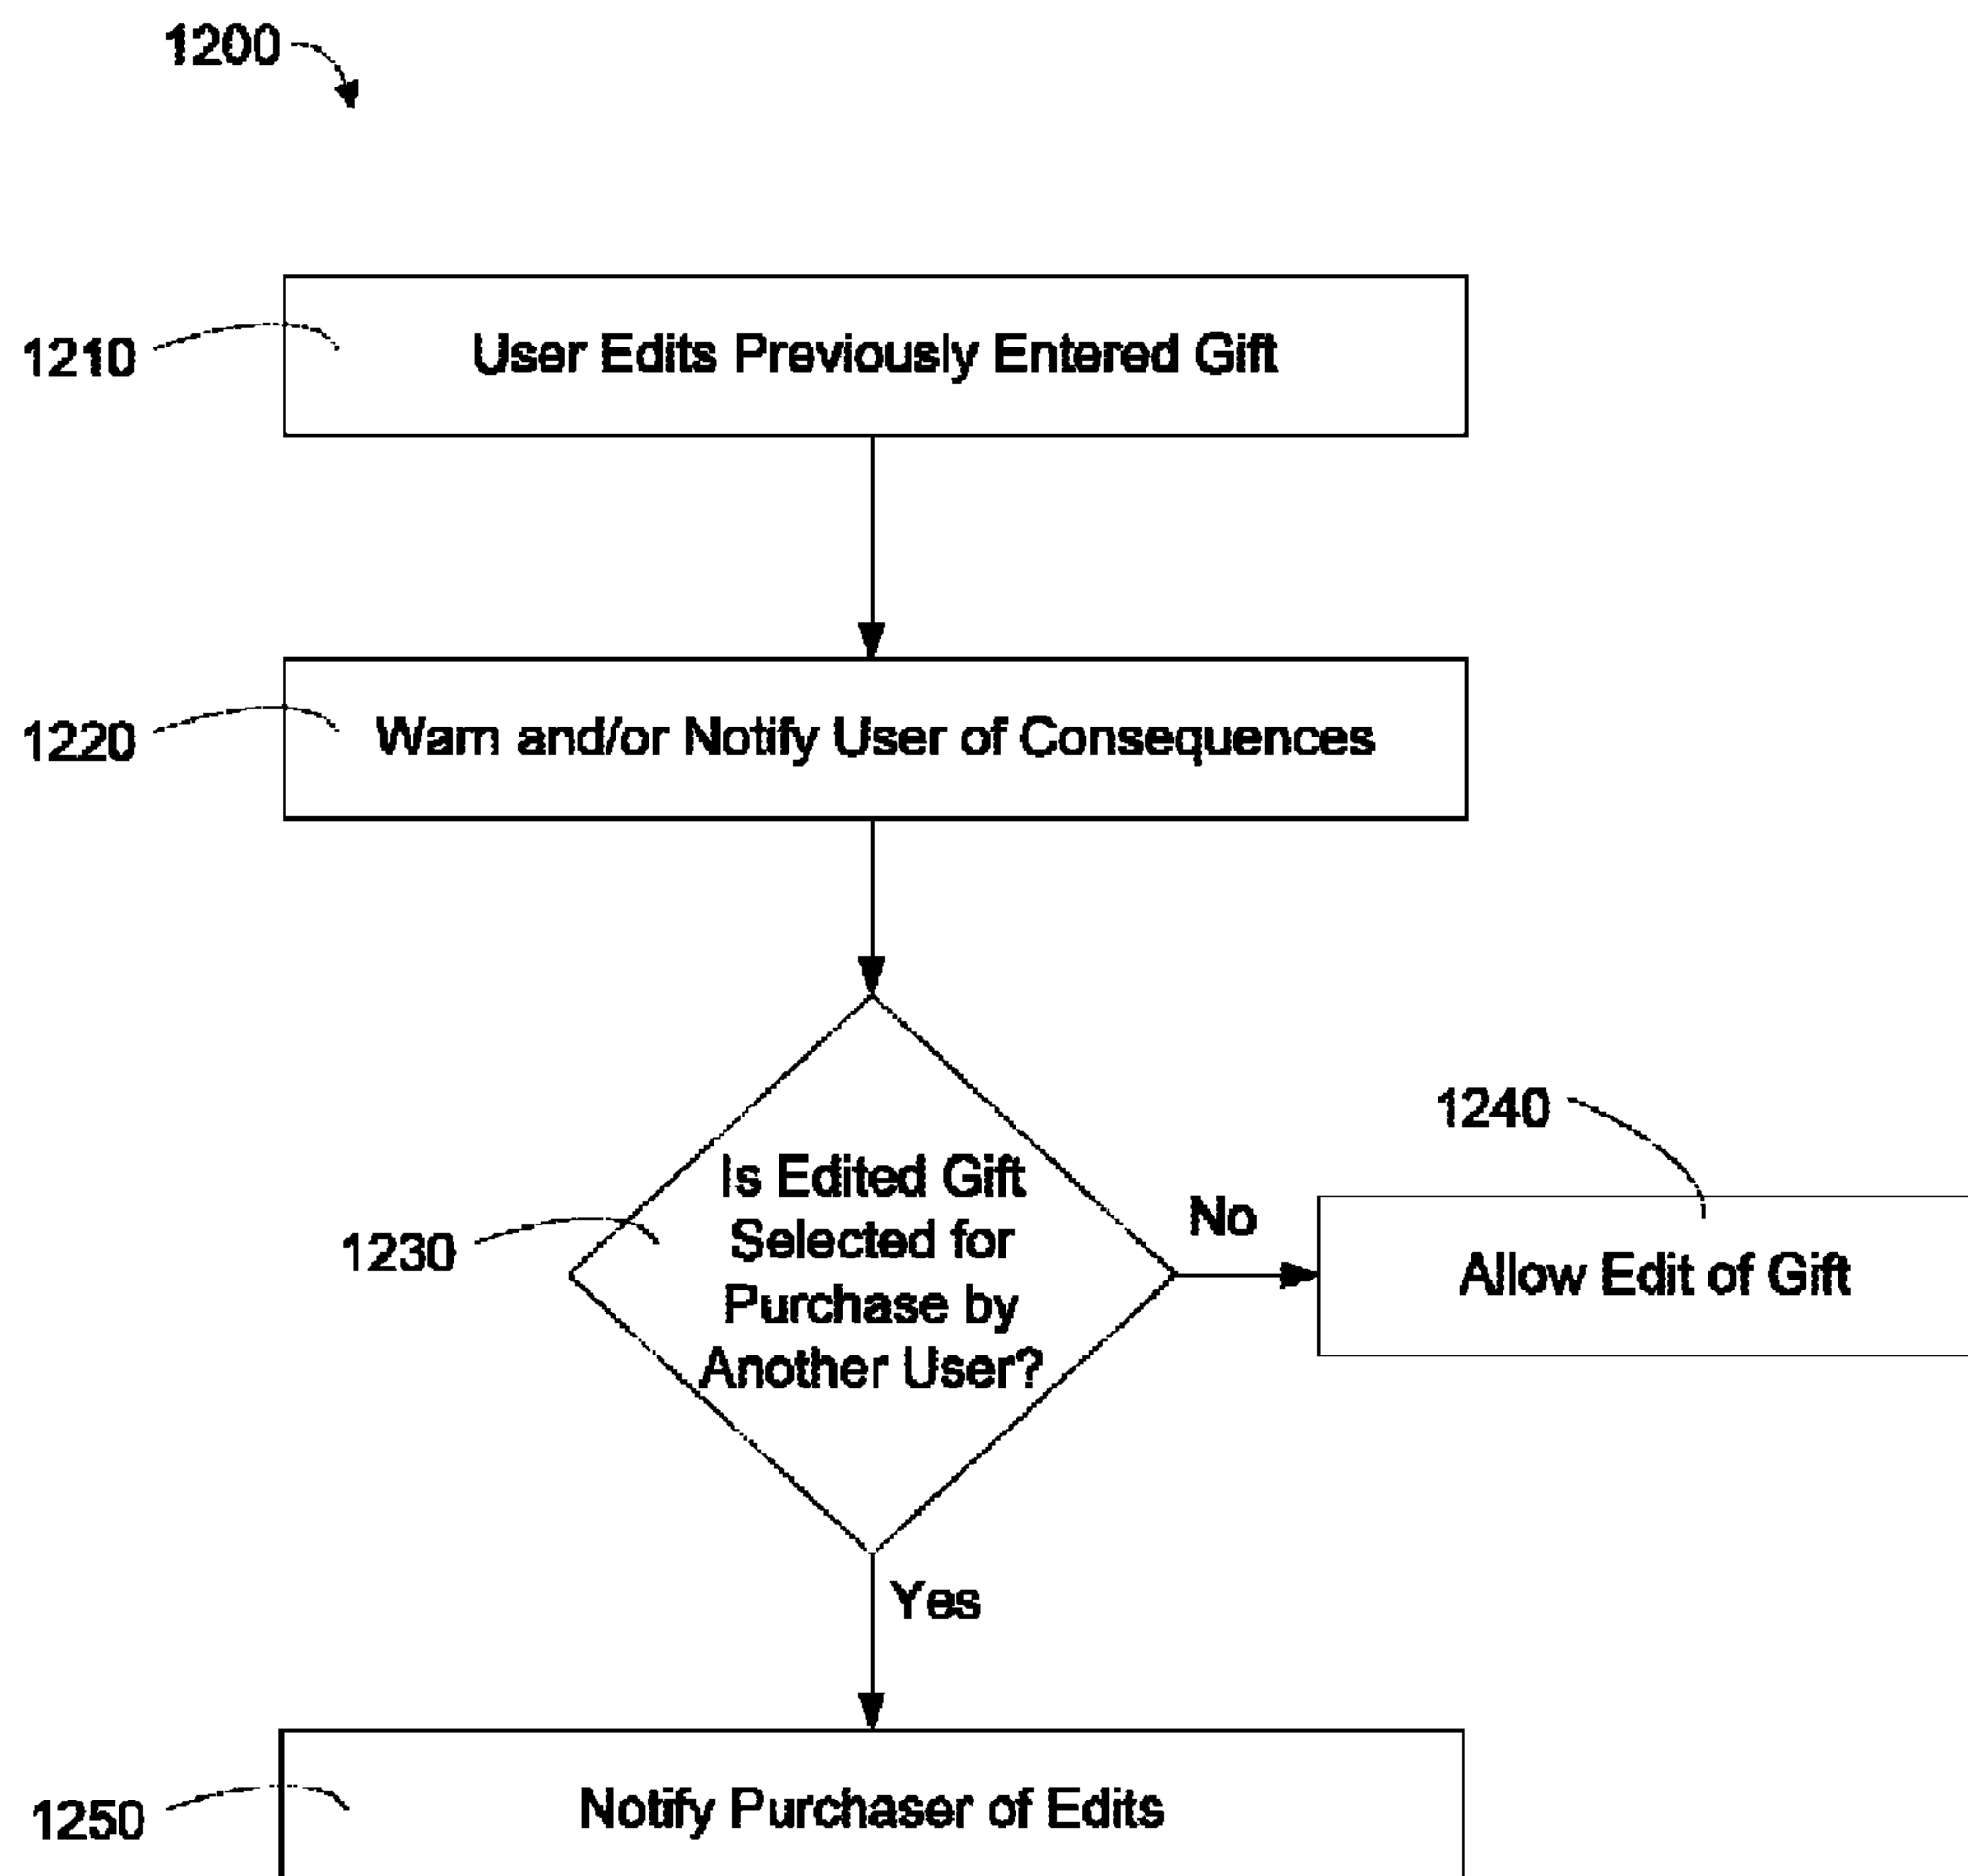 1200
1210
User Edits Previously Entered Gift
1220
Warn and/or Notify User of Consequences
1230
Is Edited Gift
Selected for
Purchase by
Another User?
No
1240
Allow Edit of Gift
Yes
1250
Notify Purchaser of Edits